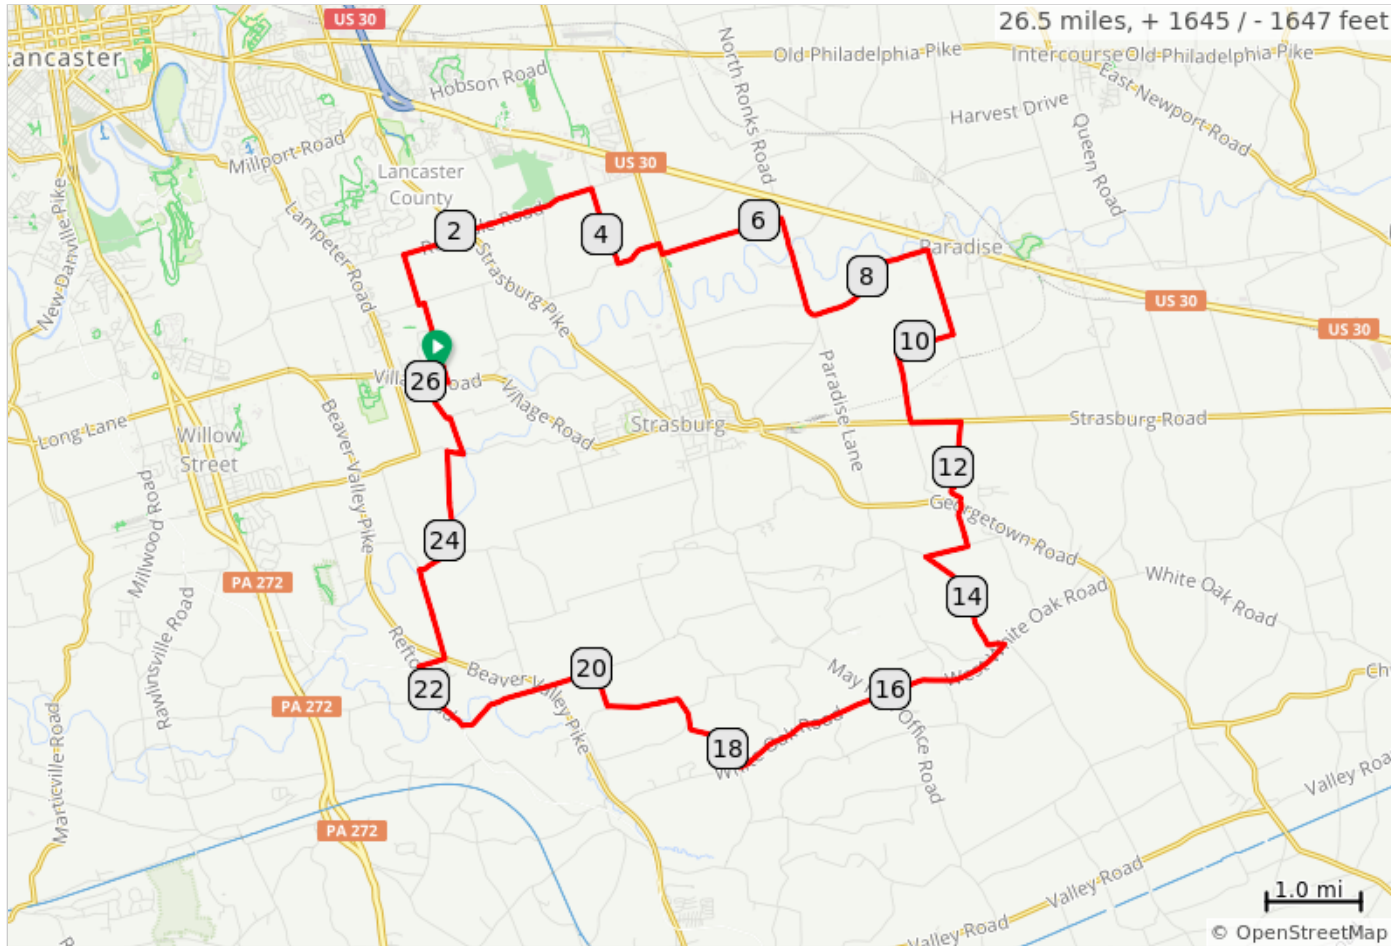 26.5 miles, + 1645 / - 1647 feet
US 30
Lancaster
Old Philadelphia Pike
Intercourse
Old Philadelphia Pike
North Ronks Road
Hobson Road
East Newport Road
Harvest Drive
Queen Road
Millport Road
US 30
Lancaster
County
New Danville Pike
Lampeter Road
2
4
6
Strasburg Pike
8
Paradise
US 30
US 30
10
26
Village Road
Paradise Lane
Village Road
Long Lane
Willow
Street
Beaver Valley Pike
Strasburg
Strasburg Road
12
Georgetown Road
Millwood Road
24
PA 272
White Oak Road
14
West White Oak Road
Rawlinsville Road
20
Beaver Valley Pike
22
16
18
White Oak Road
PA 272
Marticville Road
Valley Road
PA 272
Valley Road
Valley Road
1.0 mi
© OpenStreetMap